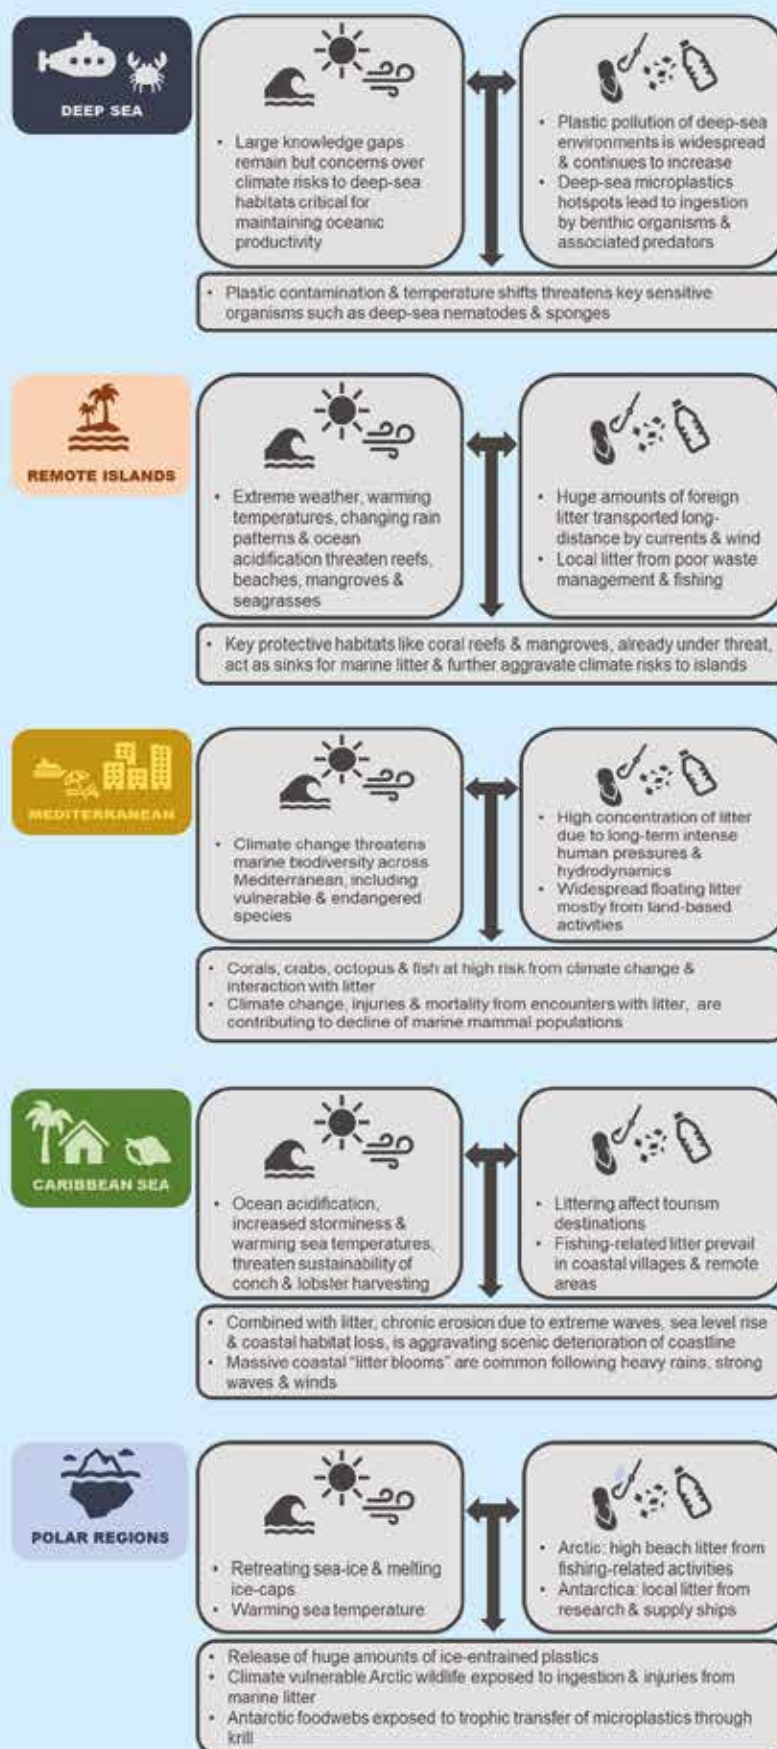 DEEP SEA
• Large knowledge gaps
remain but concerns over
climate risks to deep-sea
habitats critical for
maintaining oceanic
productivity
• Plastic pollution of deep-sea
environments is widespread
& continues to increase
• Deep-sea microplastics
hotspots lead to ingestion
by benthic organisms &
associated predators
• Plastic contamination & temperature shifts threatens key sensitive
organisms such as deep-sea nematodes & sponges
REMOTE ISLANDS
• Extreme weather, warming
temperatures, changing rain
patterns & ocean
acidification threaten reefs,
beaches, mangroves &
seagrasses
• Huge amounts of foreign
litter transported long-
distance by currents & wind
• Local litter from poor waste
management & fishing
• Key protective habitats like coral reefs & mangroves, already under threat,
act as sinks for marine litter & further aggravate climate risks to islands
MEDITERRANEAN
• Climate change threatens
marine biodiversity across
Mediterranean, including
vulnerable & endangered
species
• High concentration of litter
due to long-term intense
human pressures &
hydrodynamics
• Widespread floating litter
mostly from land-based
activities
• Corals, crabs, octopus & fish at high risk from climate change &
interaction with litter
• Climate change, injuries & mortality from encounters with litter, are
contributing to decline of marine mammal populations
CARIBBEAN SEA
• Ocean acidification,
increased storminess &
warming sea temperatures,
threaten sustainability of
conch & lobster harvesting
• Littering affect tourism
destinations
• Fishing-related litter prevail
in coastal villages & remote
areas
• Combined with litter, chronic erosion due to extreme waves, sea level rise
& coastal habitat loss, is aggravating scenic deterioration of coastline
• Massive coastal "litter blooms" are common following heavy rains, strong
waves & winds
POLAR REGIONS
• Retreating sea-ice & melting
ice-caps
• Warming sea temperature
• Arctic: high beach litter from
fishing-related activities
• Antarctica: local litter from
research & supply ships
• Release of huge amounts of ice-entrained plastics
• Climate vulnerable Arctic wildlife exposed to ingestion & injuries from
marine litter
• Antarctic foodwebs exposed to trophic transfer of microplastics through
krill